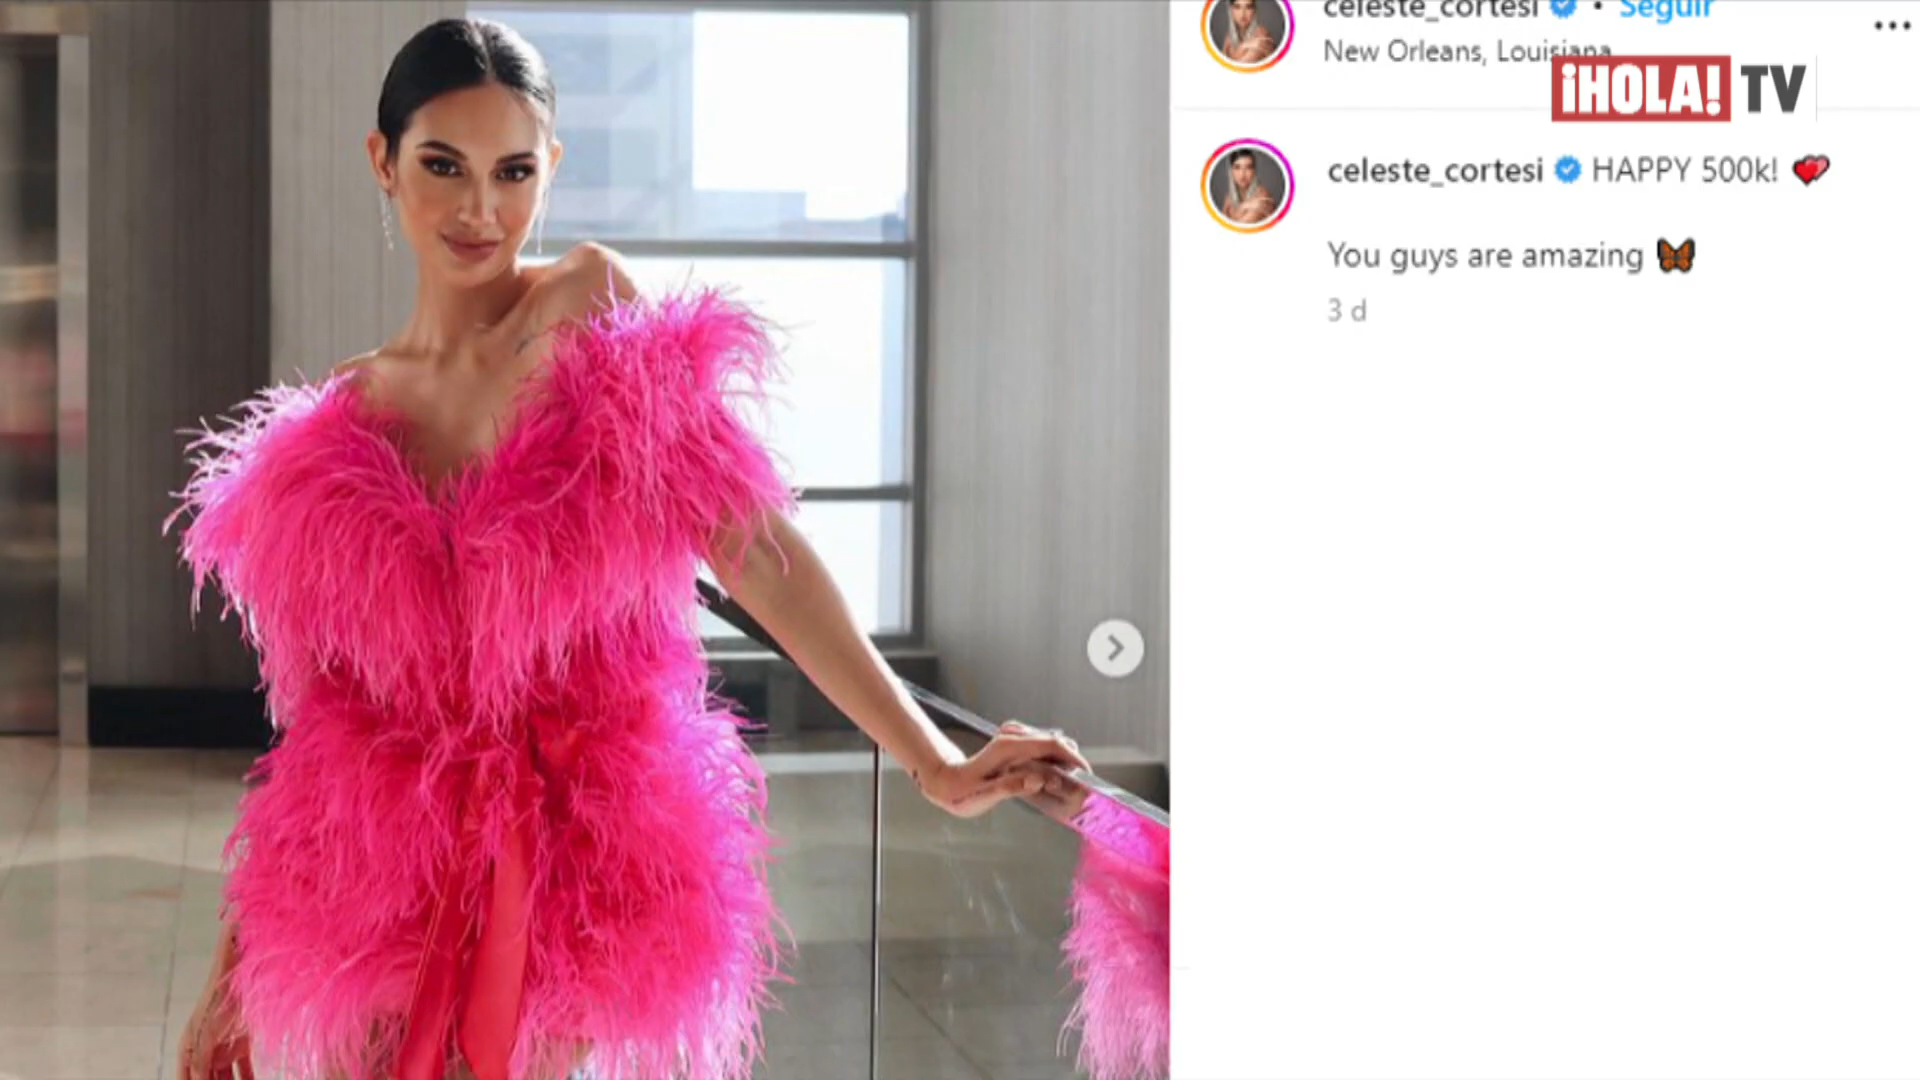 celeste_cortesi • Seguir
New Orleans, Louisiana
¡HOLA! TV
celeste_cortesi HAPPY 500k! 💕
You guys are amazing 🦋
3 d